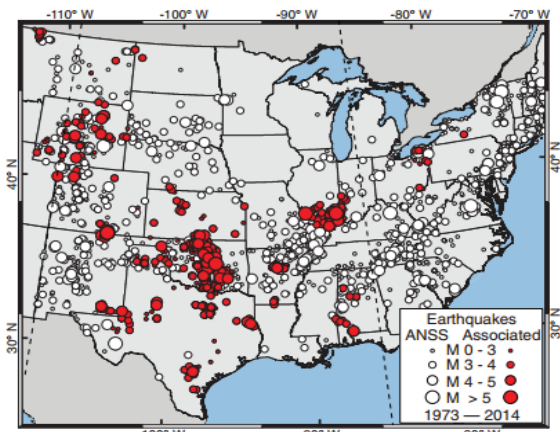 -110°W -100°W -90°W -80°W -70°W
40°N
40°N
30°N
30°N
Earthquakes
ANSS Associated
M 0 - 3
M 3 - 4
M 4 - 5
M > 5
1973 — 2014